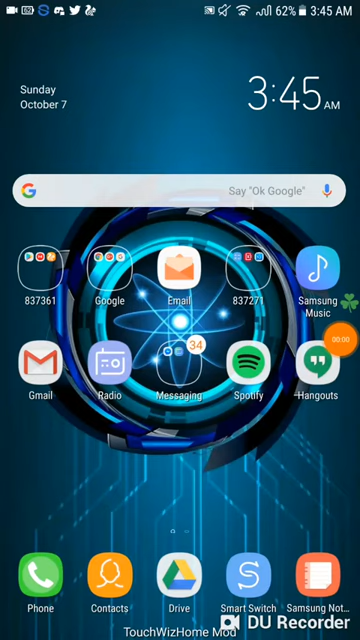 62% 3:45 AM
Sunday
October 7
3:45 AM
Say "Ok Google"
837361
Google
Email
837271
Samsung
Music
34
00:00
Gmail
Radio
Messaging
Spotify
Hangouts
Phone
Contacts
Drive
Smart Switch
Samsung Not...
DU Recorder
TouchWizHome Mod